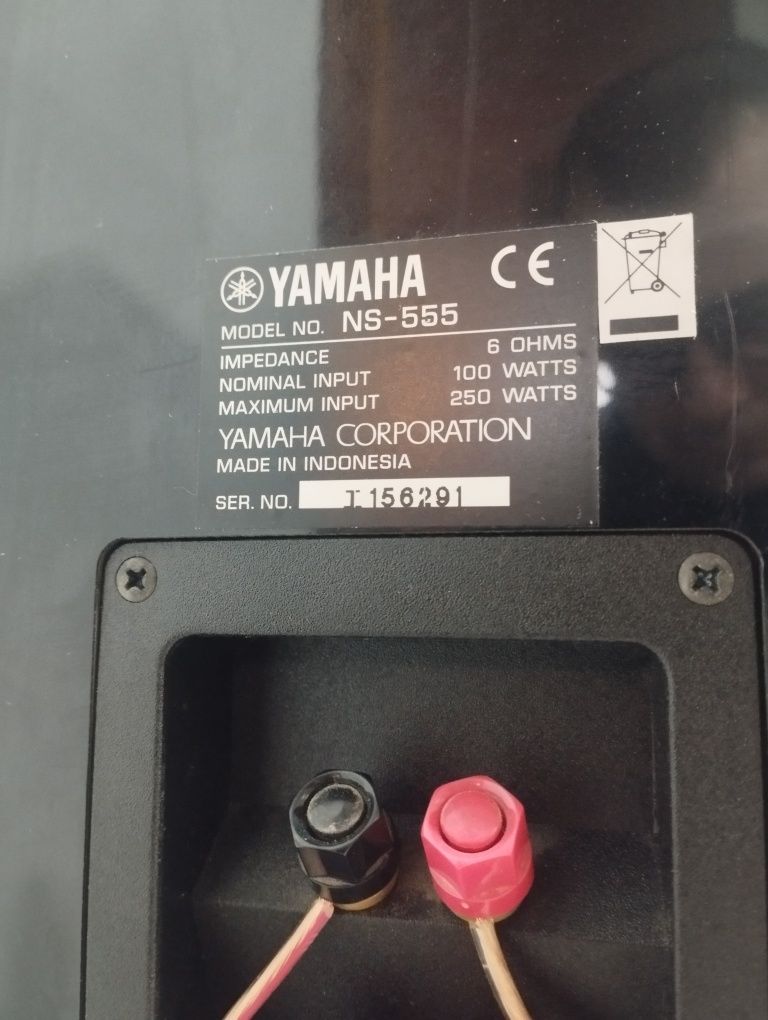 YAMAHA CE
MODEL NO. NS-555
IMPEDANCE 6 OHMS
NOMINAL INPUT 100 WATTS
MAXIMUM INPUT 250 WATTS
YAMAHA CORPORATION
MADE IN INDONESIA
SER. NO. I156291